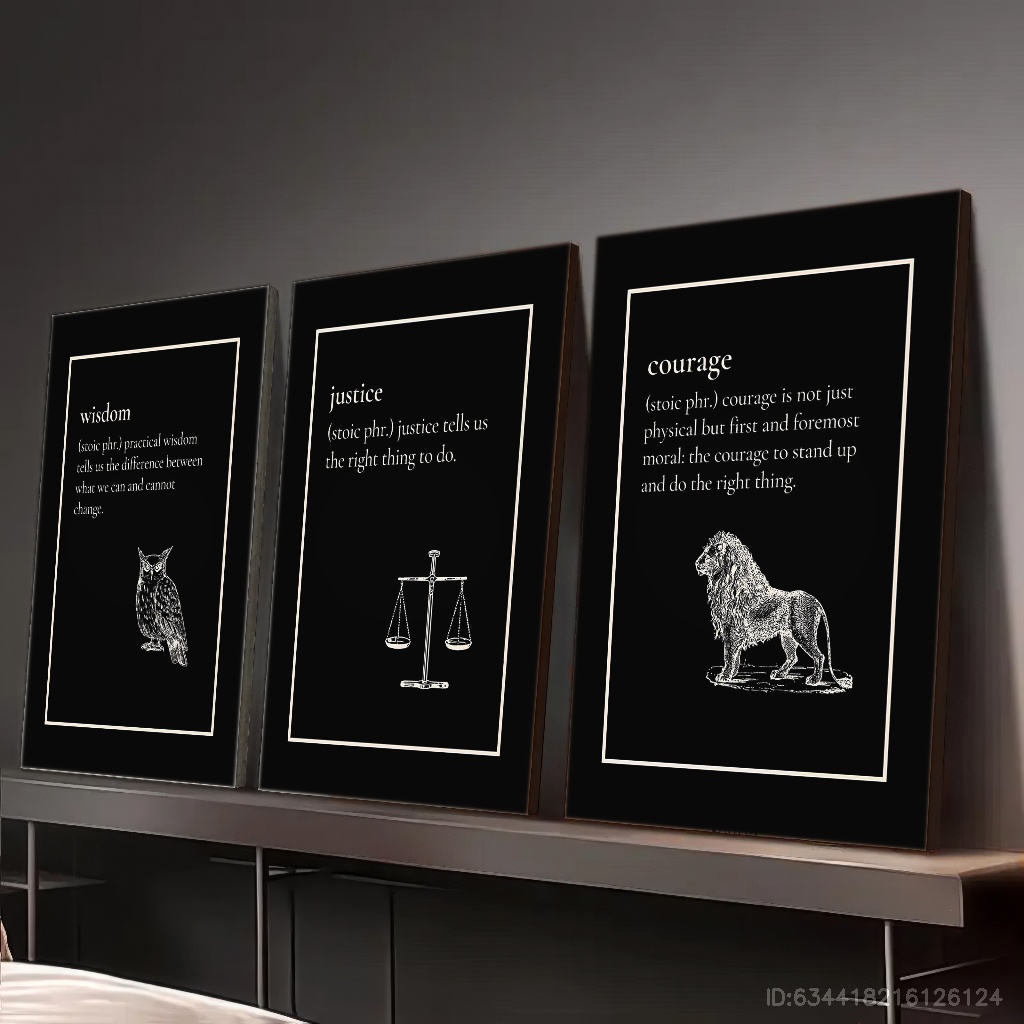 wisdom
(stoic phr.) practical wisdom
tells us the difference between
what we can and cannot
change.
justice
(stoic phr.) justice tells us
the right thing to do.
courage
(stoic phr.) courage is not just
physical but first and foremost
moral: the courage to stand up
and do the right thing.
ID:634418216126124